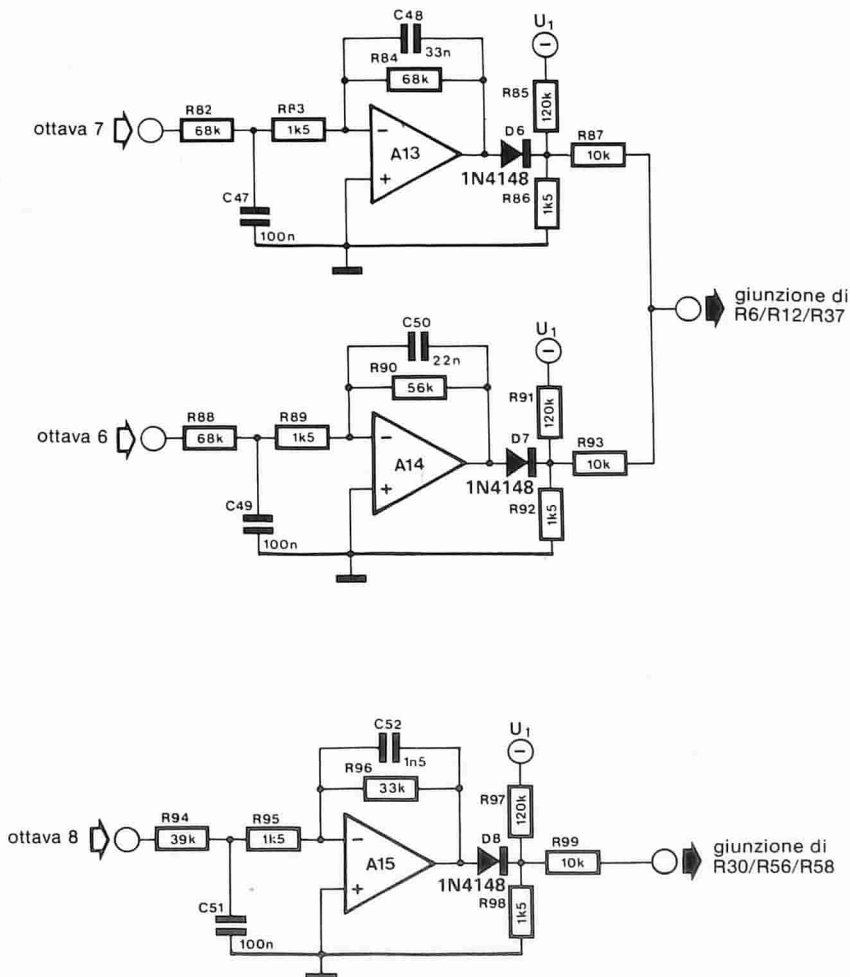 C48
33n
R84
68k
U1
R85
120k
ottava 7
R82
68k
R83
1k5
A13
D6
1N4148
R87
10k
R86
1k5
C47
100n
giunzione di
R6/R12/R37
C50
22n
R90
56k
U1
R91
120k
ottava 6
R88
68k
R89
1k5
A14
D7
1N4148
R93
10k
R92
1k5
C49
100n
C52
1n5
R96
33k
U1
R97
120k
ottava 8
R94
39k
R95
1k5
A15
D8
1N4148
R99
10k
giunzione di
R30/R56/R58
R98
1k5
C51
100n